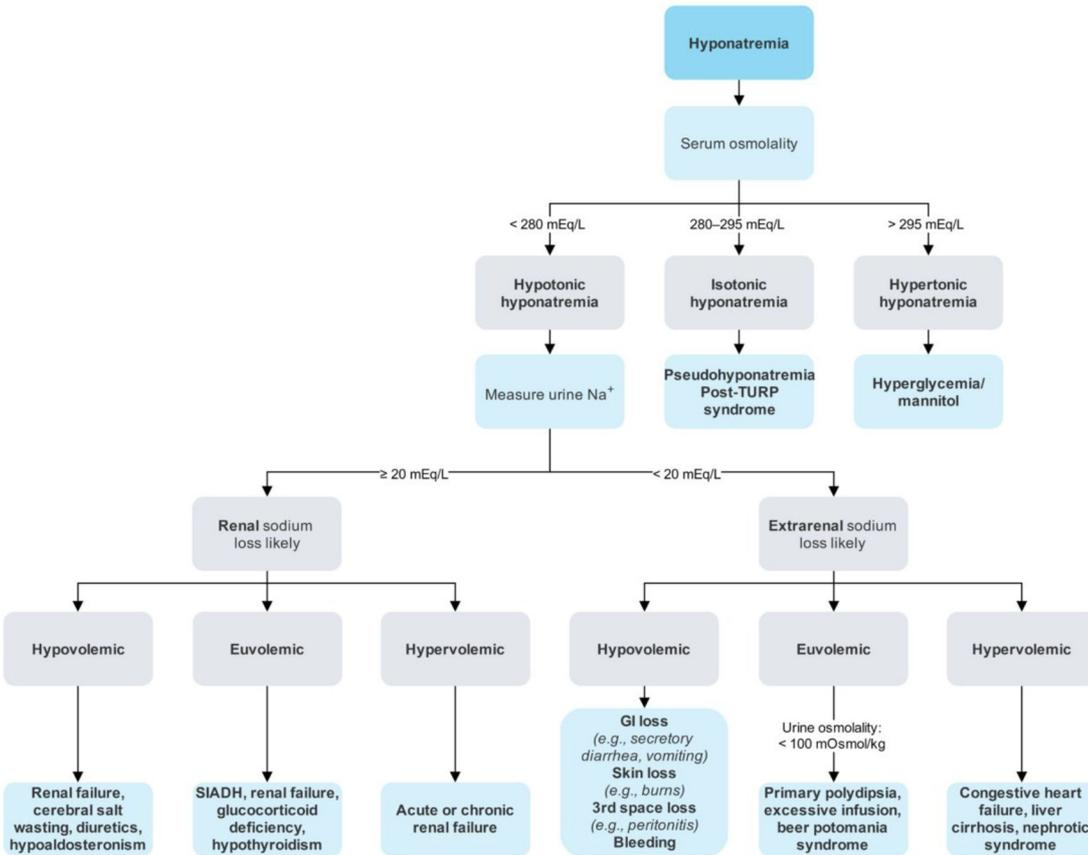 Hyponatremia
Serum osmolality
< 280 mEq/L
280–295 mEq/L
> 295 mEq/L
Hypotonic
hyponatremia
Isotonic
hyponatremia
Hypertonic
hyponatremia
Measure urine Na+
Pseudohyponatremia
Post-TURP
syndrome
Hyperglycemia/
mannitol
≥ 20 mEq/L
< 20 mEq/L
Renal sodium
loss likely
Extrarenal sodium
loss likely
Hypovolemic
Euvolemic
Hypervolemic
Hypovolemic
Euvolemic
Hypervolemic
Urine osmolality:
< 100 mOsmol/kg
Renal failure,
cerebral salt
wasting, diuretics,
hypoaldosteronism
SIADH, renal failure,
glucocorticoid
deficiency,
hypothyroidism
Acute or chronic
renal failure
GI loss
(e.g., secretory
diarrhea, vomiting)
Skin loss
(e.g., burns)
3rd space loss
(e.g., peritonitis)
Bleeding
Primary polydipsia,
excessive infusion,
beer potomania
syndrome
Congestive heart
failure, liver
cirrhosis, nephrotic
syndrome